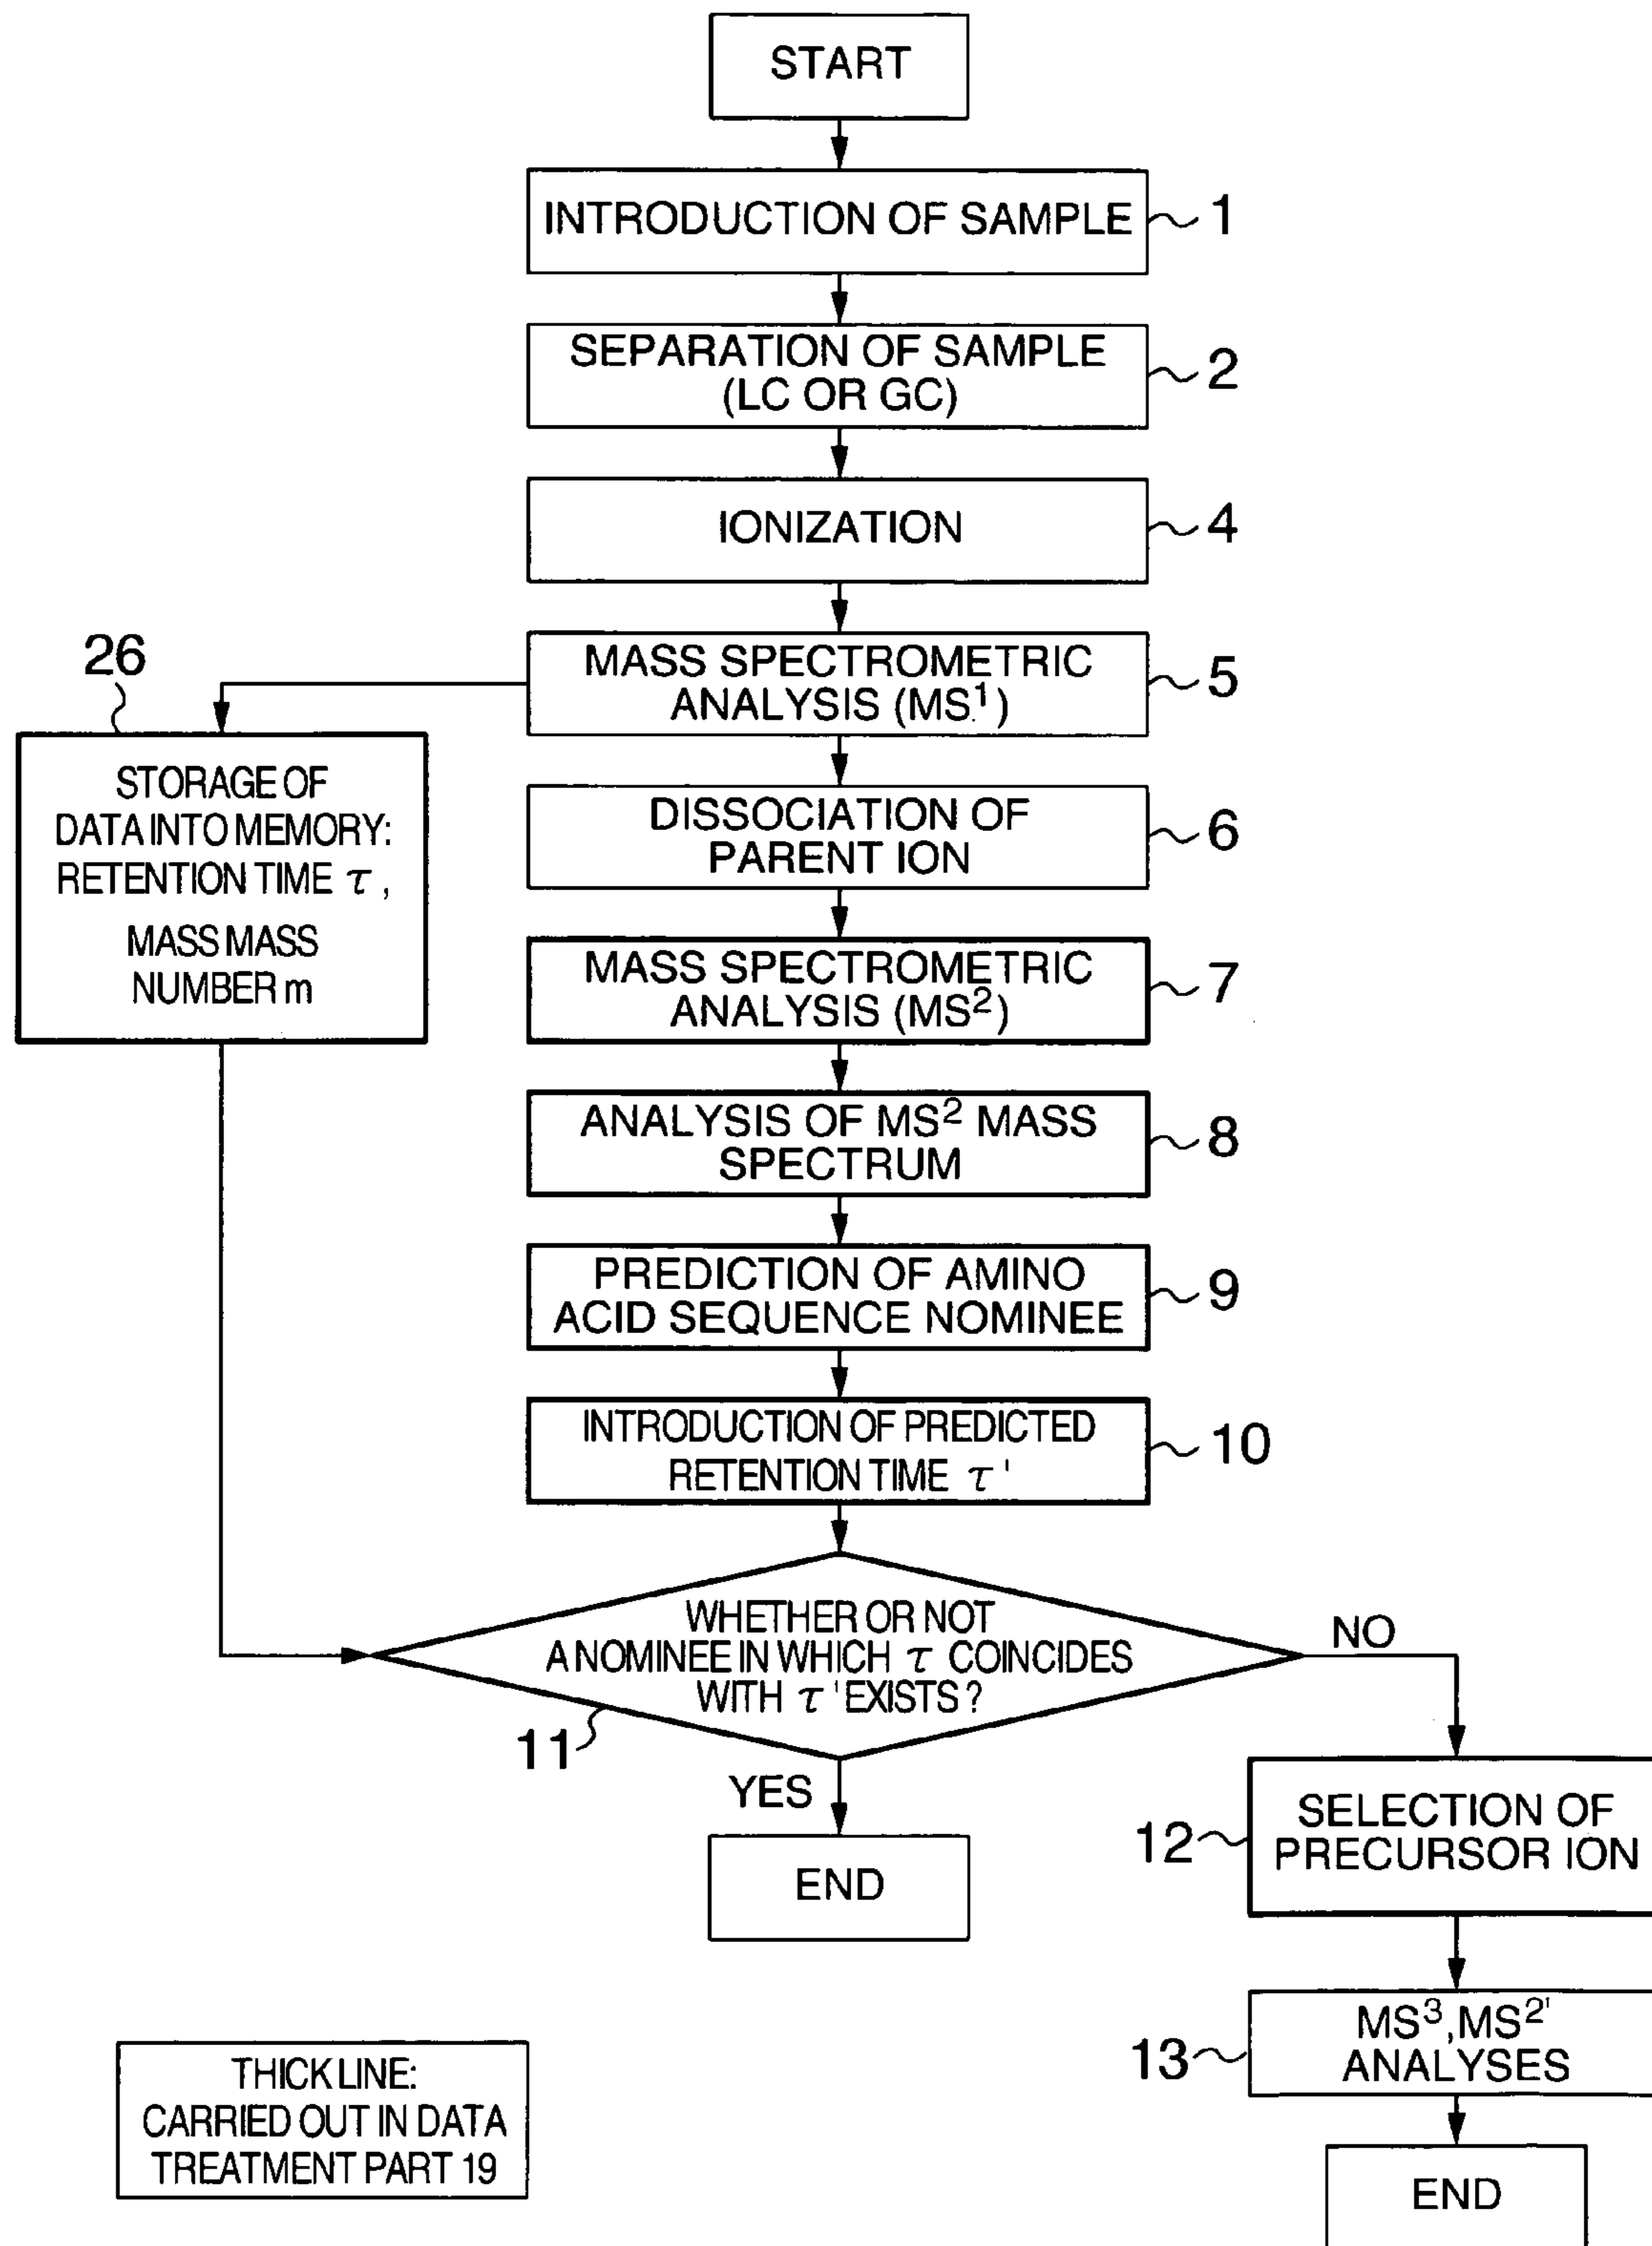 START
INTRODUCTION OF SAMPLE
1
SEPARATION OF SAMPLE
(LC OR GC)
2
IONIZATION
4
MASS SPECTROMETRIC
ANALYSIS (MS¹)
5
26
STORAGE OF
DATA INTO MEMORY:
RETENTION TIME τ,
MASS MASS
NUMBER m
DISSOCIATION OF
PARENT ION
6
MASS SPECTROMETRIC
ANALYSIS (MS²)
7
ANALYSIS OF MS² MASS
SPECTRUM
8
PREDICTION OF AMINO
ACID SEQUENCE NOMINEE
9
INTRODUCTION OF PREDICTED
RETENTION TIME τ'
10
WHETHER OR NOT
A NOMINEE IN WHICH τ COINCIDES
WITH τ' EXISTS?
11
NO
YES
END
12
SELECTION OF
PRECURSOR ION
13
MS³,MS²'
ANALYSES
END
THICK LINE:
CARRIED OUT IN DATA
TREATMENT PART 19